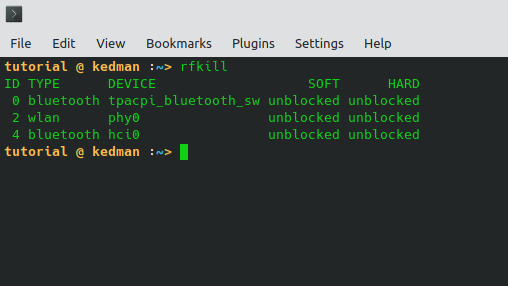 File Edit View Bookmarks Plugins Settings Help
tutorial @ kedman :~> rfkill
ID TYPE      DEVICE                   SOFT      HARD
 0 bluetooth tpacpi_bluetooth_sw unblocked unblocked
 2 wlan      phy0                unblocked unblocked
 4 bluetooth hci0                unblocked unblocked
tutorial @ kedman :~>